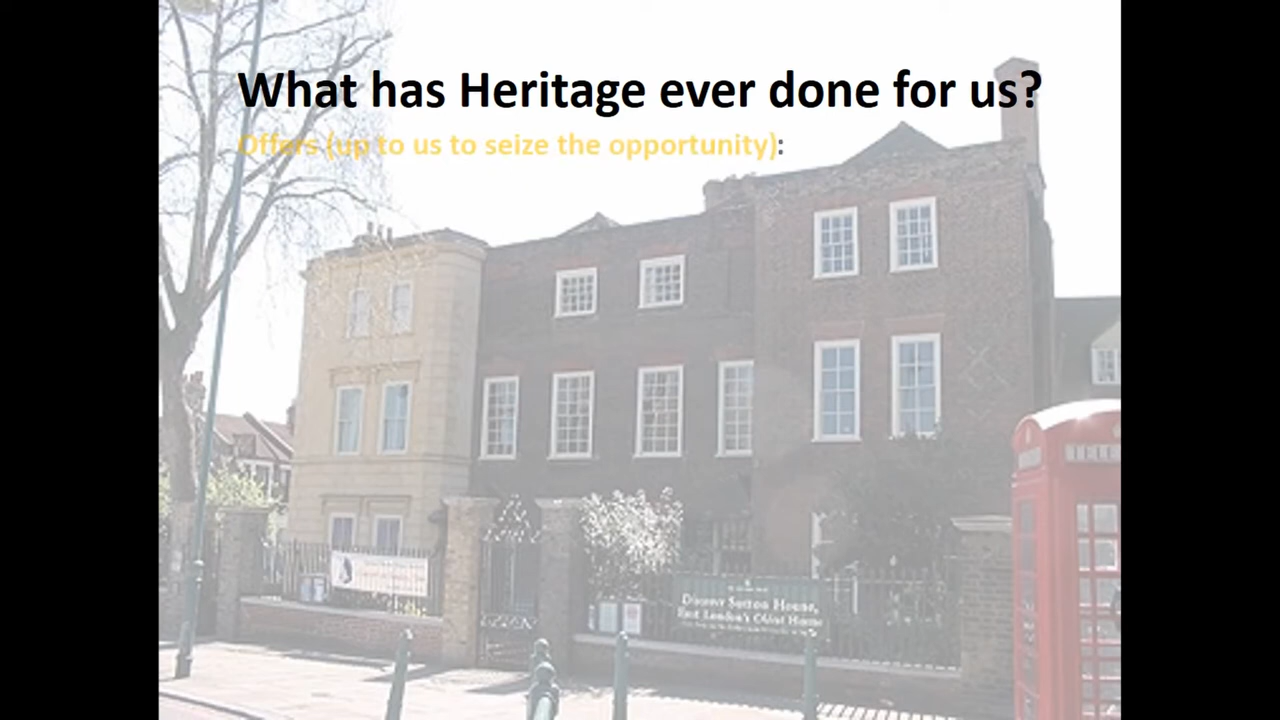 What has Heritage ever done for us?
Offers (up to us to seize the opportunity):
Discover Sutton House,
East London's Oldest Home